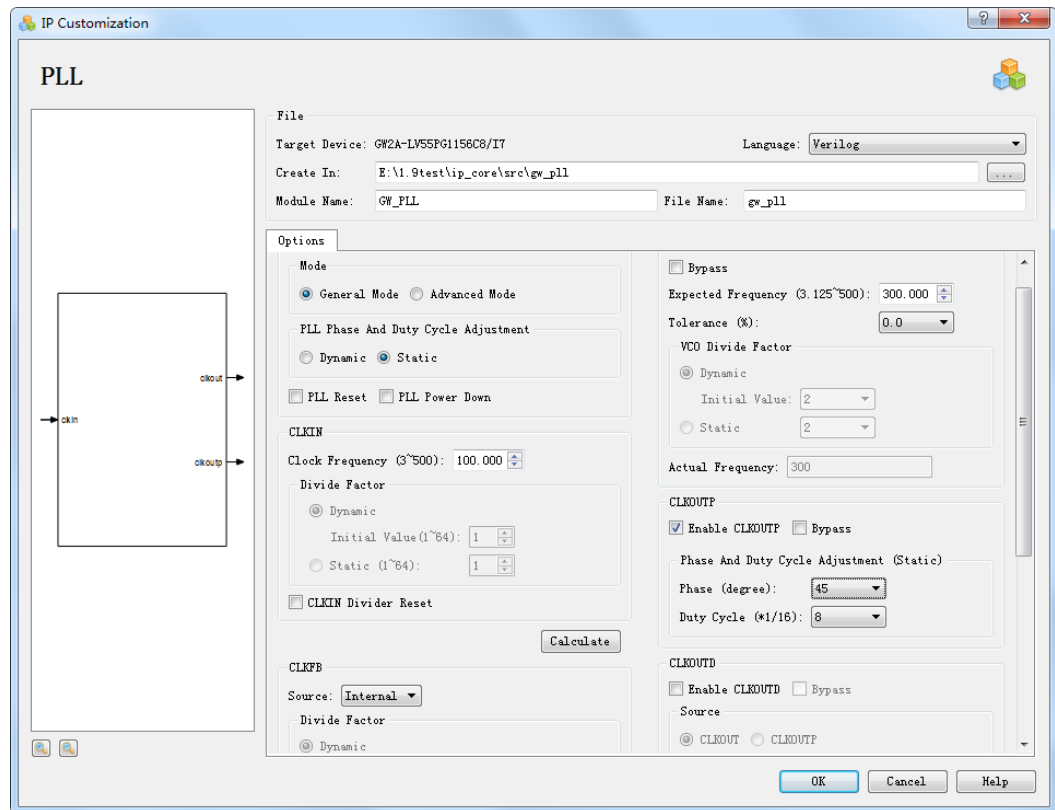 IP Customization
PLL
clkin
clkout
clkoutp
File
Target Device: GW2A-LV55PG1156C8/I7
Language: Verilog
Create In: E:\1.9test\ip_core\src\gw_pll
...
Module Name: GW_PLL
File Name: gw_pll
Options
Mode
General Mode
Advanced Mode
PLL Phase And Duty Cycle Adjustment
Dynamic
Static
PLL Reset
PLL Power Down
CLKIN
Clock Frequency (3~500): 100.000
Divide Factor
Dynamic
Initial Value(1~64): 1
Static (1~64): 1
CLKIN Divider Reset
Calculate
CLKFB
Source: Internal
Divide Factor
Dynamic
Bypass
Expected Frequency (3.125~500): 300.000
Tolerance (%): 0.0
VCO Divide Factor
Dynamic
Initial Value: 2
Static 2
Actual Frequency: 300
CLKOUTP
Enable CLKOUTP
Bypass
Phase And Duty Cycle Adjustment (Static)
Phase (degree): 45
Duty Cycle (*1/16): 8
CLKOUTD
Enable CLKOUTD
Bypass
Source
CLKOUT
CLKOUTP
OK
Cancel
Help